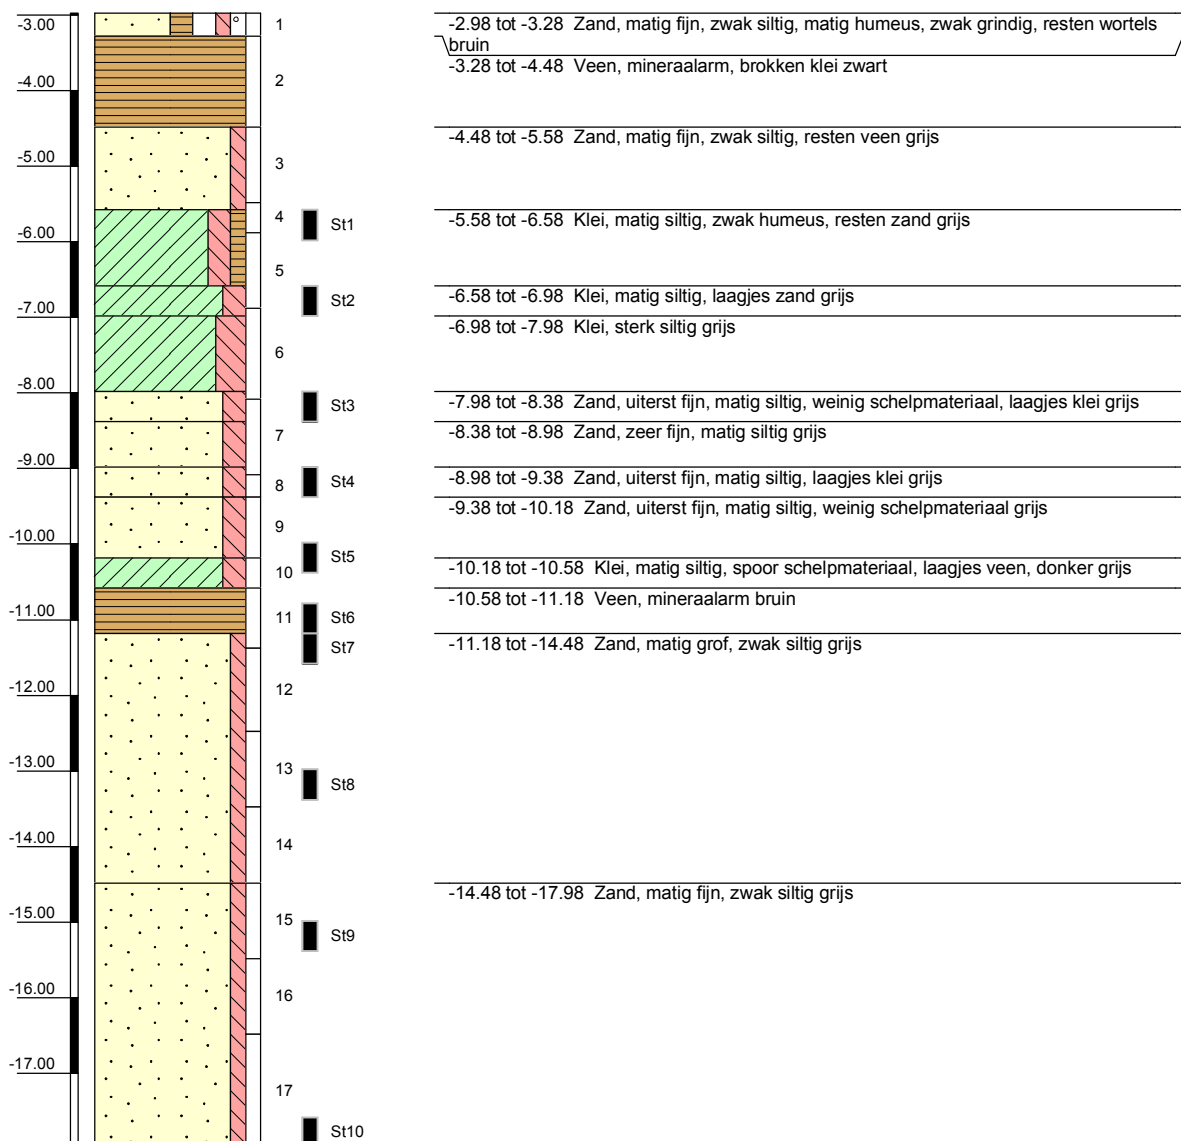 -3.00
1
-2.98 tot -3.28 Zand, matig fijn, zwak siltig, matig humeus, zwak grindig, resten wortels
bruin
-3.28 tot -4.48 Veen, mineraalarm, brokken klei zwart
2
-4.00
-4.48 tot -5.58 Zand, matig fijn, zwak siltig, resten veen grijs
-5.00
3
4
St1
-5.58 tot -6.58 Klei, matig siltig, zwak humeus, resten zand grijs
-6.00
5
-6.58 tot -6.98 Klei, matig siltig, laagjes zand grijs
St2
-7.00
-6.98 tot -7.98 Klei, sterk siltig grijs
6
-8.00
St3
-7.98 tot -8.38 Zand, uiterst fijn, matig siltig, weinig schelpmateriaal, laagjes klei grijs
7
-8.38 tot -8.98 Zand, zeer fijn, matig siltig grijs
-9.00
8
St4
-8.98 tot -9.38 Zand, uiterst fijn, matig siltig, laagjes klei grijs
-9.38 tot -10.18 Zand, uiterst fijn, matig siltig, weinig schelpmateriaal grijs
9
-10.00
St5
10
-10.18 tot -10.58 Klei, matig siltig, spoor schelpmateriaal, laagjes veen, donker grijs
-10.58 tot -11.18 Veen, mineraalarm bruin
-11.00
11
St6
St7
-11.18 tot -14.48 Zand, matig grof, zwak siltig grijs
-12.00
12
-13.00
13
St8
-14.00
14
-14.48 tot -17.98 Zand, matig fijn, zwak siltig grijs
-15.00
15
St9
-16.00
16
-17.00
17
St10